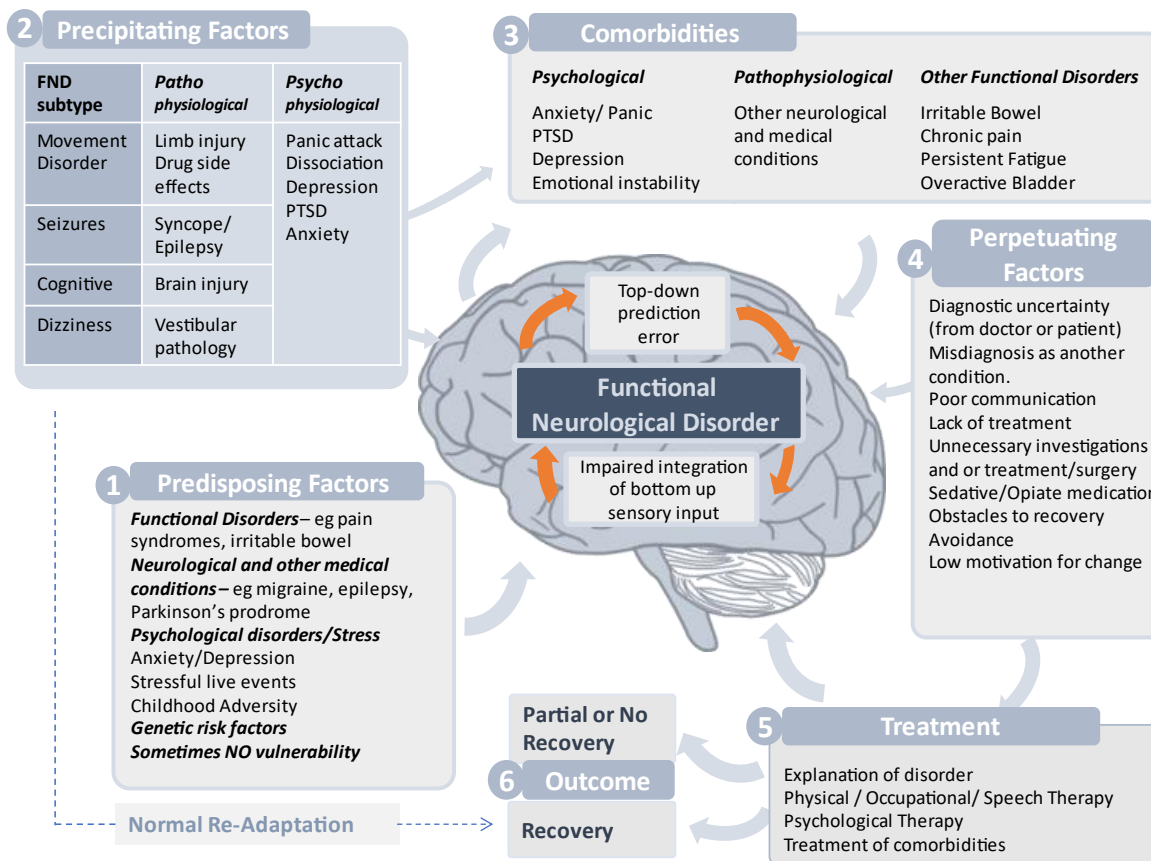 2 Precipitating Factors
FND subtype
Patho physiological
Psycho physiological
Movement Disorder
Limb injury
Drug side effects
Panic attack
Dissociation
Depression
PTSD
Anxiety
Seizures
Syncope/
Epilepsy
Cognitive
Brain injury
Dizziness
Vestibular pathology
3 Comorbidities
Psychological
Anxiety/ Panic
PTSD
Depression
Emotional instability
Pathophysiological
Other neurological
and medical
conditions
Other Functional Disorders
Irritable Bowel
Chronic pain
Persistent Fatigue
Overactive Bladder
4 Perpetuating
Factors
Diagnostic uncertainty
(from doctor or patient)
Misdiagnosis as another
condition.
Poor communication
Lack of treatment
Unnecessary investigations
and or treatment/surgery
Sedative/Opiate medication
Obstacles to recovery
Avoidance
Low motivation for change
Top-down
prediction
error
Functional
Neurological Disorder
Impaired integration
of bottom up
sensory input
1 Predisposing Factors
Functional Disorders– eg pain
syndromes, irritable bowel
Neurological and other medical
conditions – eg migraine, epilepsy,
Parkinson's prodrome
Psychological disorders/Stress
Anxiety/Depression
Stressful live events
Childhood Adversity
Genetic risk factors
Sometimes NO vulnerability
5 Treatment
Explanation of disorder
Physical / Occupational/ Speech Therapy
Psychological Therapy
Treatment of comorbidities
Partial or No
Recovery
6 Outcome
Recovery
Normal Re-Adaptation